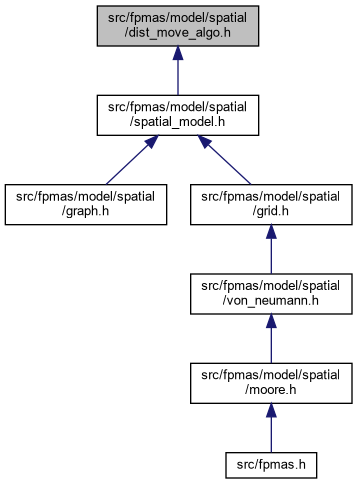 src/fpmas/model/spatial
/dist_move_algo.h
src/fpmas/model/spatial
/spatial_model.h
src/fpmas/model/spatial
/graph.h
src/fpmas/model/spatial
/grid.h
src/fpmas/model/spatial
/von_neumann.h
src/fpmas/model/spatial
/moore.h
src/fpmas.h